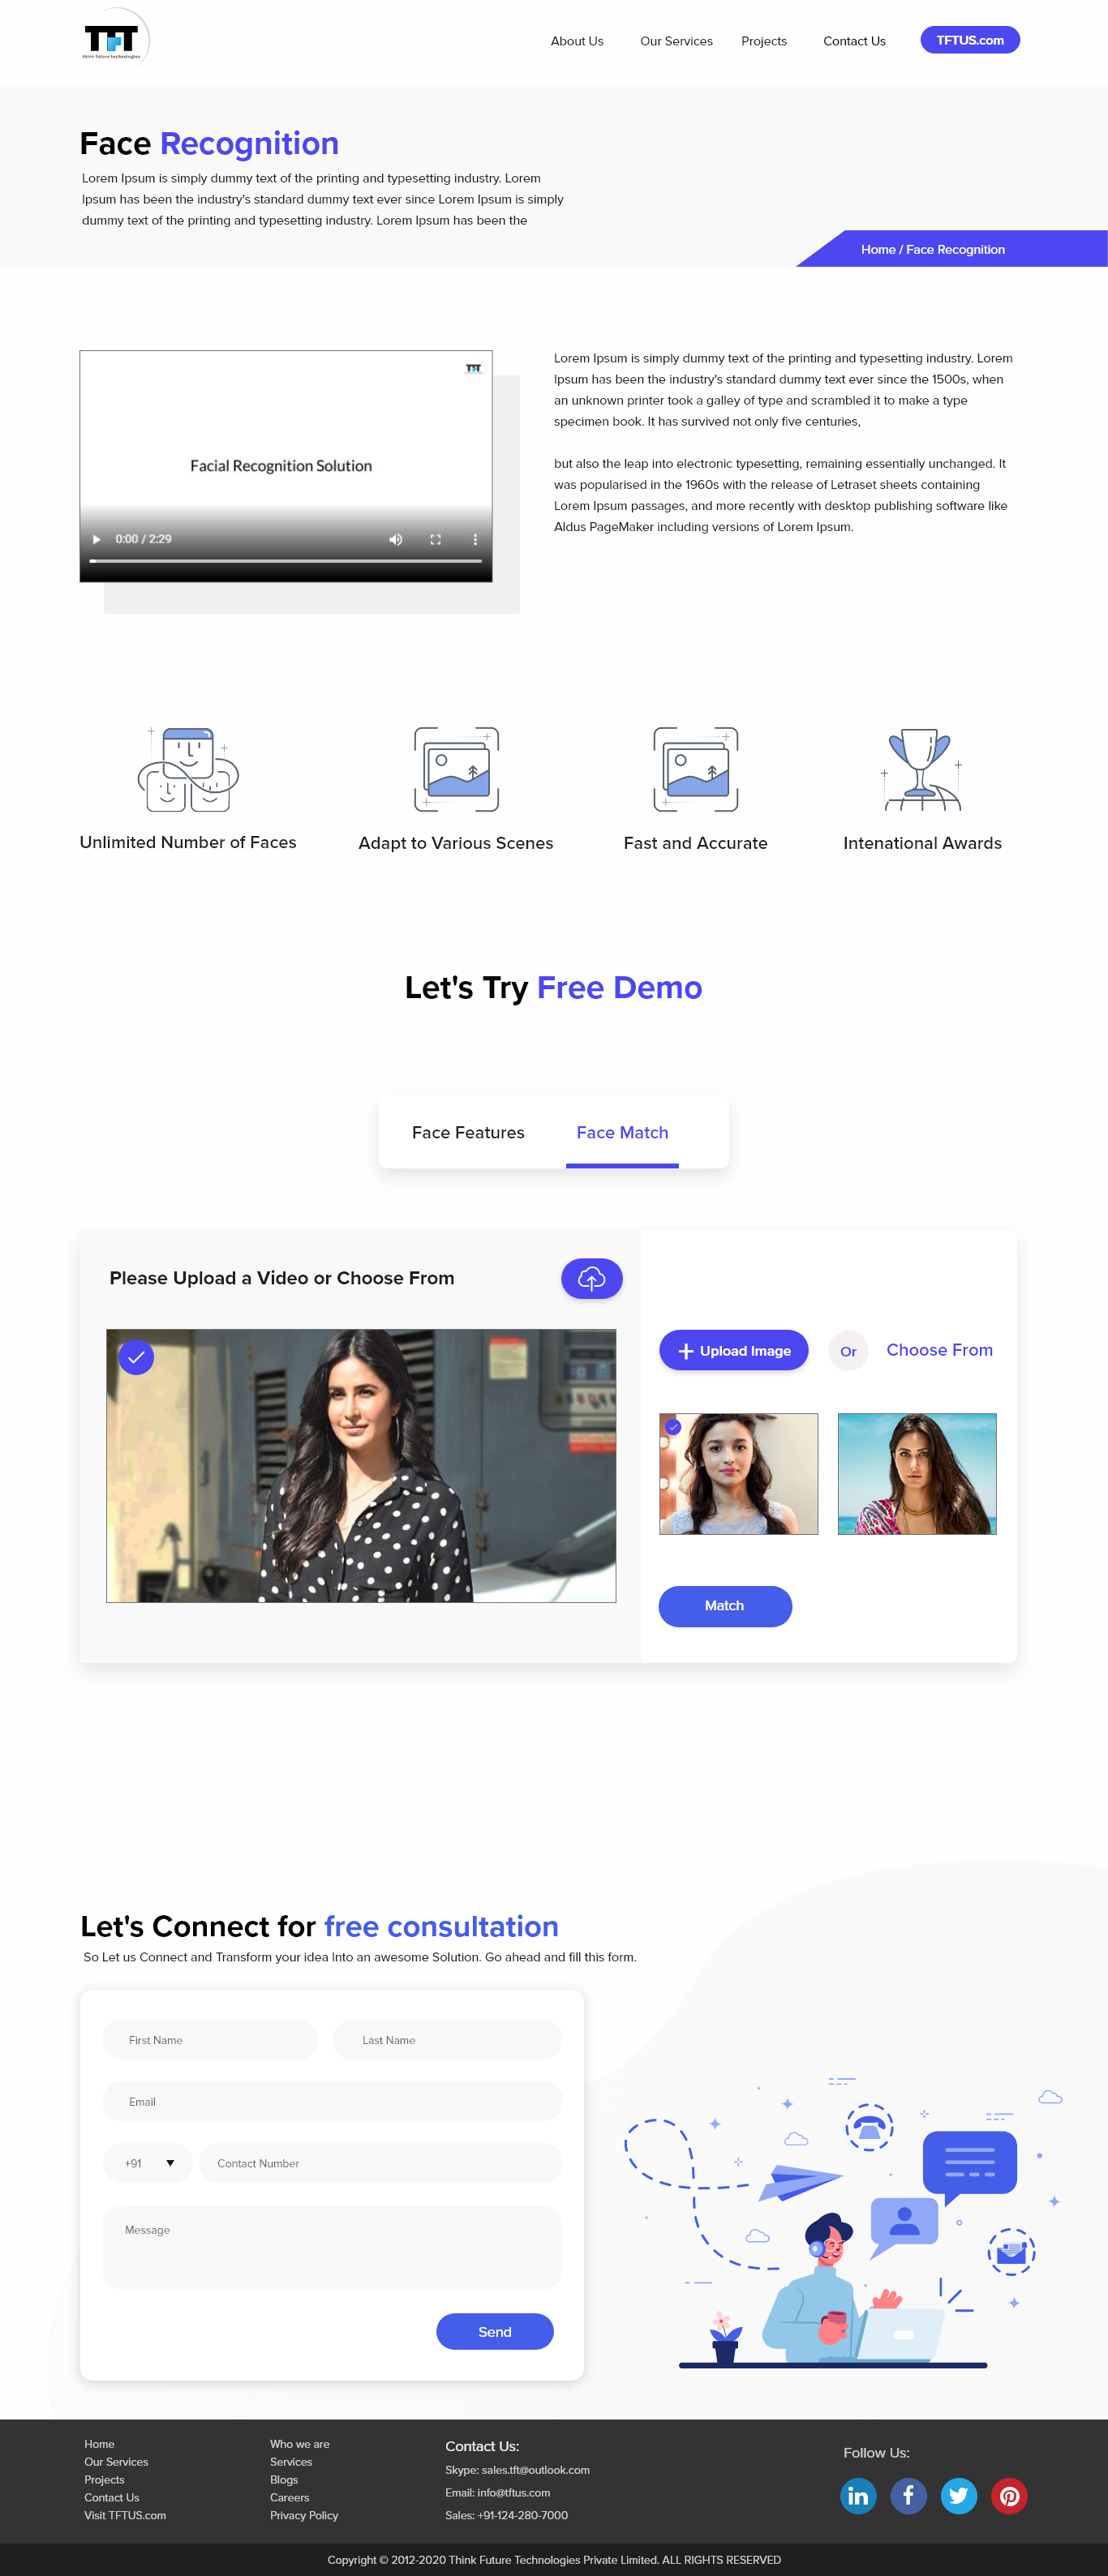 TFT
think future technologies
About Us
Our Services
Projects
Contact Us
TFTUS.com
Face Recognition
Lorem Ipsum is simply dummy text of the printing and typesetting industry. Lorem
Ipsum has been the industry's standard dummy text ever since Lorem Ipsum is simply
dummy text of the printing and typesetting industry. Lorem Ipsum has been the
Home / Face Recognition
TFT
Facial Recognition Solution
0:00 / 2:29
Lorem Ipsum is simply dummy text of the printing and typesetting industry. Lorem
Ipsum has been the industry's standard dummy text ever since the 1500s, when
an unknown printer took a galley of type and scrambled it to make a type
specimen book. It has survived not only five centuries,
but also the leap into electronic typesetting, remaining essentially unchanged. It
was popularised in the 1960s with the release of Letraset sheets containing
Lorem Ipsum passages, and more recently with desktop publishing software like
Aldus PageMaker including versions of Lorem Ipsum.
Unlimited Number of Faces
Adapt to Various Scenes
Fast and Accurate
Intenational Awards
Let's Try Free Demo
Face Features
Face Match
Please Upload a Video or Choose From
Upload Image
Or
Choose From
Match
Let's Connect for free consultation
So Let us Connect and Transform your idea Into an awesome Solution. Go ahead and fill this form.
First Name
Last Name
Email
+91
Contact Number
Message
Send
Home
Our Services
Projects
Contact Us
Visit TFTUS.com
Who we are
Services
Blogs
Careers
Privacy Policy
Contact Us:
Skype: sales.tft@outlook.com
Email: info@tftus.com
Sales: +91-124-280-7000
Follow Us:
Copyright © 2012-2020 Think Future Technologies Private Limited. ALL RIGHTS RESERVED